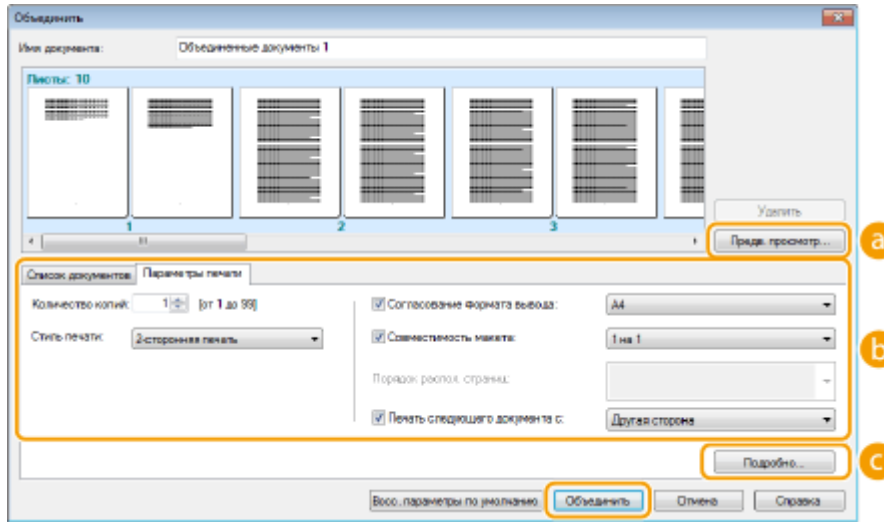 Объединить
Имя документа: Объединенные документы 1
Листы: 10
1 2 3
Удалить
Предв. просмотр... a
Список документов Параметры печати
Количество копий: 1 [от 1 до 99] Согласование формата вывода: A4
Стиль печати: 2-сторонняя печать Совместимость макета: 1 на 1 b
Порядок распол. страниц:
Печать следующего документа с: Другая сторона
Подробно... c
Восс. параметры по умолчанию Объединить Отмена Справка